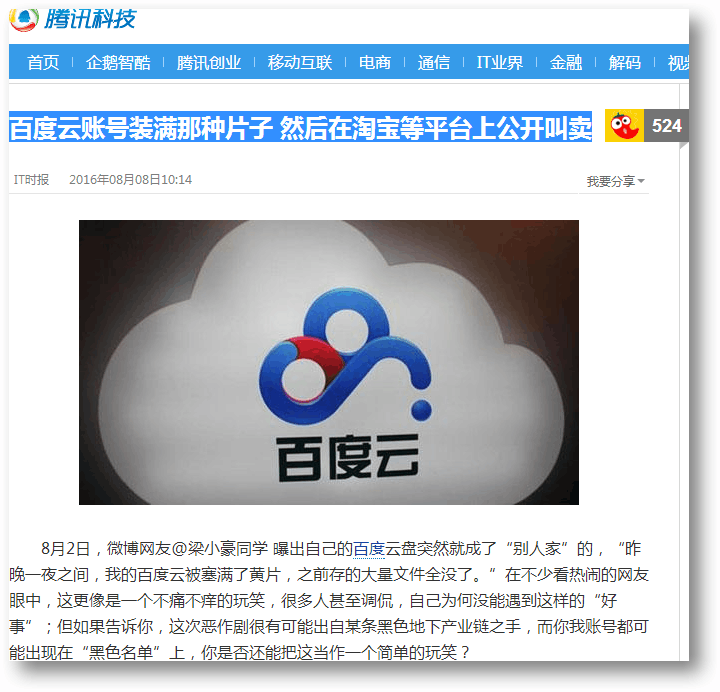 腾讯科技
首页 企鹅智酷 腾讯创业 移动互联 电商 通信 IT业界 金融 解码 视频
百度云账号装满那种片子 然后在淘宝等平台上公开叫卖
524
IT时报 2016年08月08日10:14 我要分享
百度云
8月2日，微博网友@梁小豪同学 曝出自己的百度云盘突然就成了“别人家”的，“昨
晚一夜之间，我的百度云被塞满了黄片，之前存的大量文件全没了。”在不少看热闹的网友
眼中，这更像是一个不痛不痒的玩笑，很多人甚至调侃，自己为何没能遇到这样的“好
事”；但如果告诉你，这次恶作剧很有可能出自某条黑色地下产业链之手，而你我账号都可
能出现在“黑色名单”上，你是否还能把这当作一个简单的玩笑？